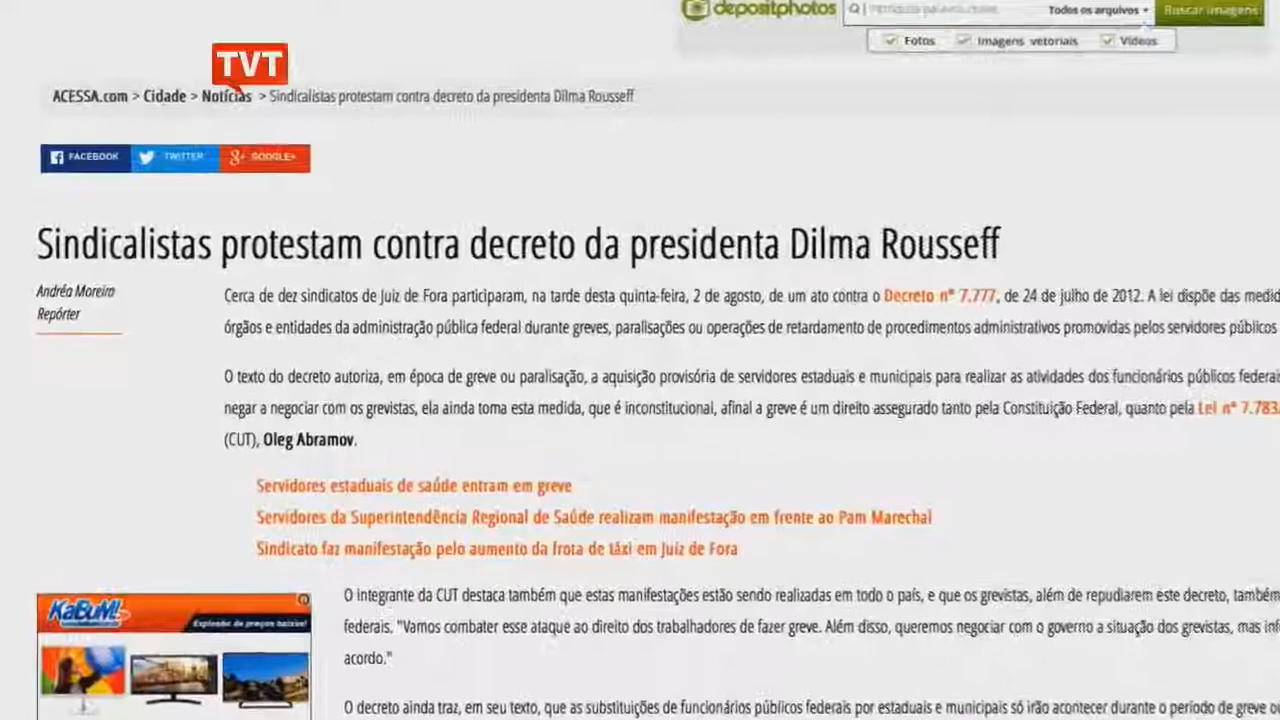 depositphotos
Todos os arquivos
Buscar imagens
Fotos
Imagens vetoriais
Vídeos
TVT
ACESSA.com > Cidade > Notícias > Sindicalistas protestam contra decreto da presidenta Dilma Rousseff
FACEBOOK
TWITTER
GOOGLE+
Sindicalistas protestam contra decreto da presidenta Dilma Rousseff
Andréa Moreira
Repórter
Cerca de dez sindicatos de Juiz de Fora participaram, na tarde desta quinta-feira, 2 de agosto, de um ato contra o Decreto nº 7.777, de 24 de julho de 2012. A lei dispõe das medid
órgãos e entidades da administração pública federal durante greves, paralisações ou operações de retardamento de procedimentos administrativos promovidas pelos servidores públicos
O texto do decreto autoriza, em época de greve ou paralisação, a aquisição provisória de servidores estaduais e municipais para realizar as atividades dos funcionários públicos federais
negar a negociar com os grevistas, ela ainda toma esta medida, que é inconstitucional, afinal a greve é um direito assegurado tanto pela Constituição Federal, quanto pela Lei nº 7.783
(CUT), Oleg Abramov.
Servidores estaduais de saúde entram em greve
Servidores da Superintendência Regional de Saúde realizam manifestação em frente ao Pam Marechal
Sindicato faz manifestação pelo aumento da frota de táxi em Juiz de Fora
KaBuM!
Explosão de preços baixos!
O integrante da CUT destaca também que estas manifestações estão sendo realizadas em todo o país, e que os grevistas, além de repudiarem este decreto, também
federais. "Vamos combater esse ataque ao direito dos trabalhadores de fazer greve. Além disso, queremos negociar com o governo a situação dos grevistas, mas inf
acordo."
O decreto ainda traz, em seu texto, que as substituições de funcionários públicos federais por estaduais e municipais só irão acontecer durante o período de greve ou